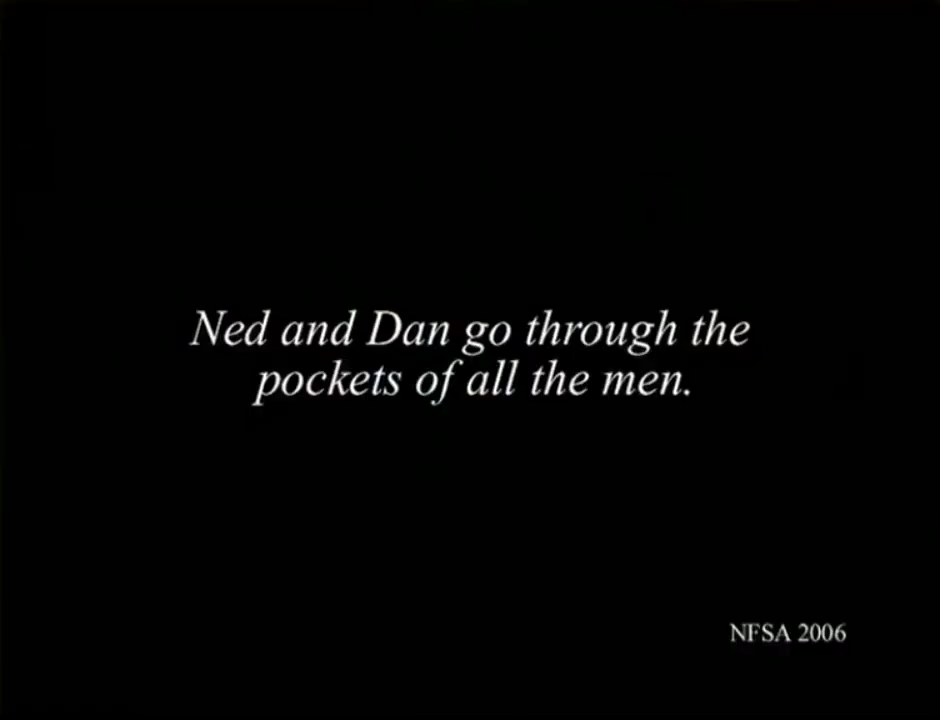 Ned and Dan go through the
pockets of all the men.
NFSA 2006